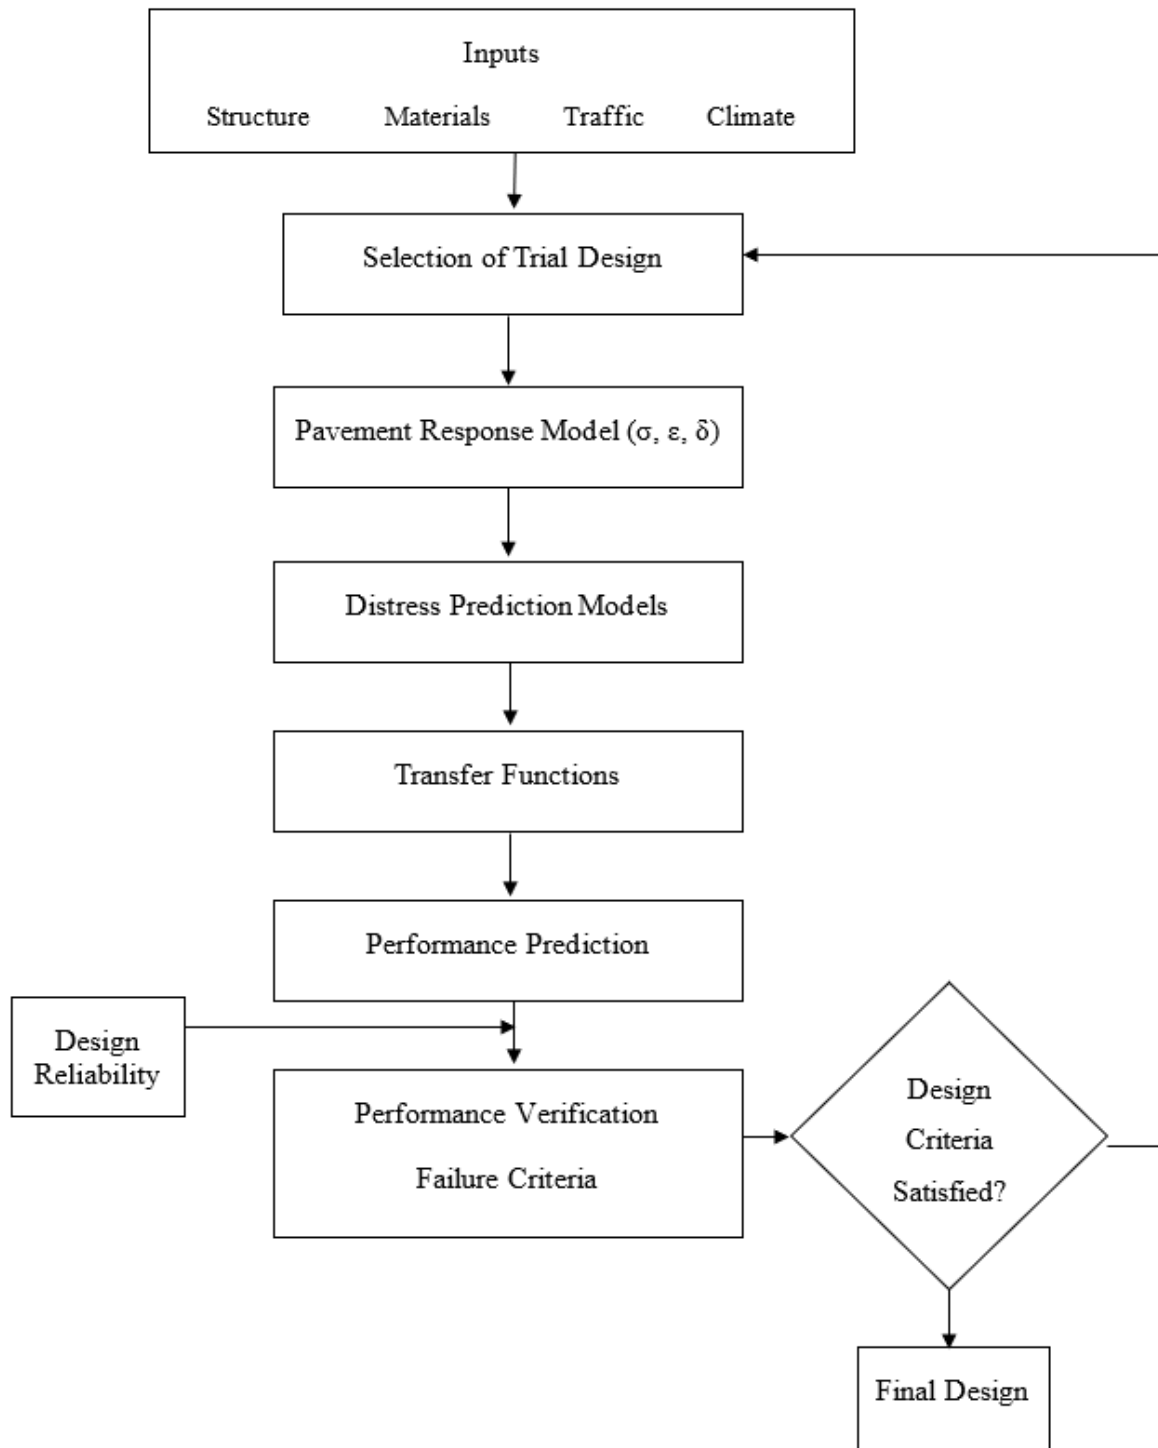 Inputs
Structure Materials Traffic Climate
Selection of Trial Design
Pavement Response Model (σ, ε, δ)
Distress Prediction Models
Transfer Functions
Performance Prediction
Design
Reliability
Performance Verification
Failure Criteria
Design
Criteria
Satisfied?
Final Design